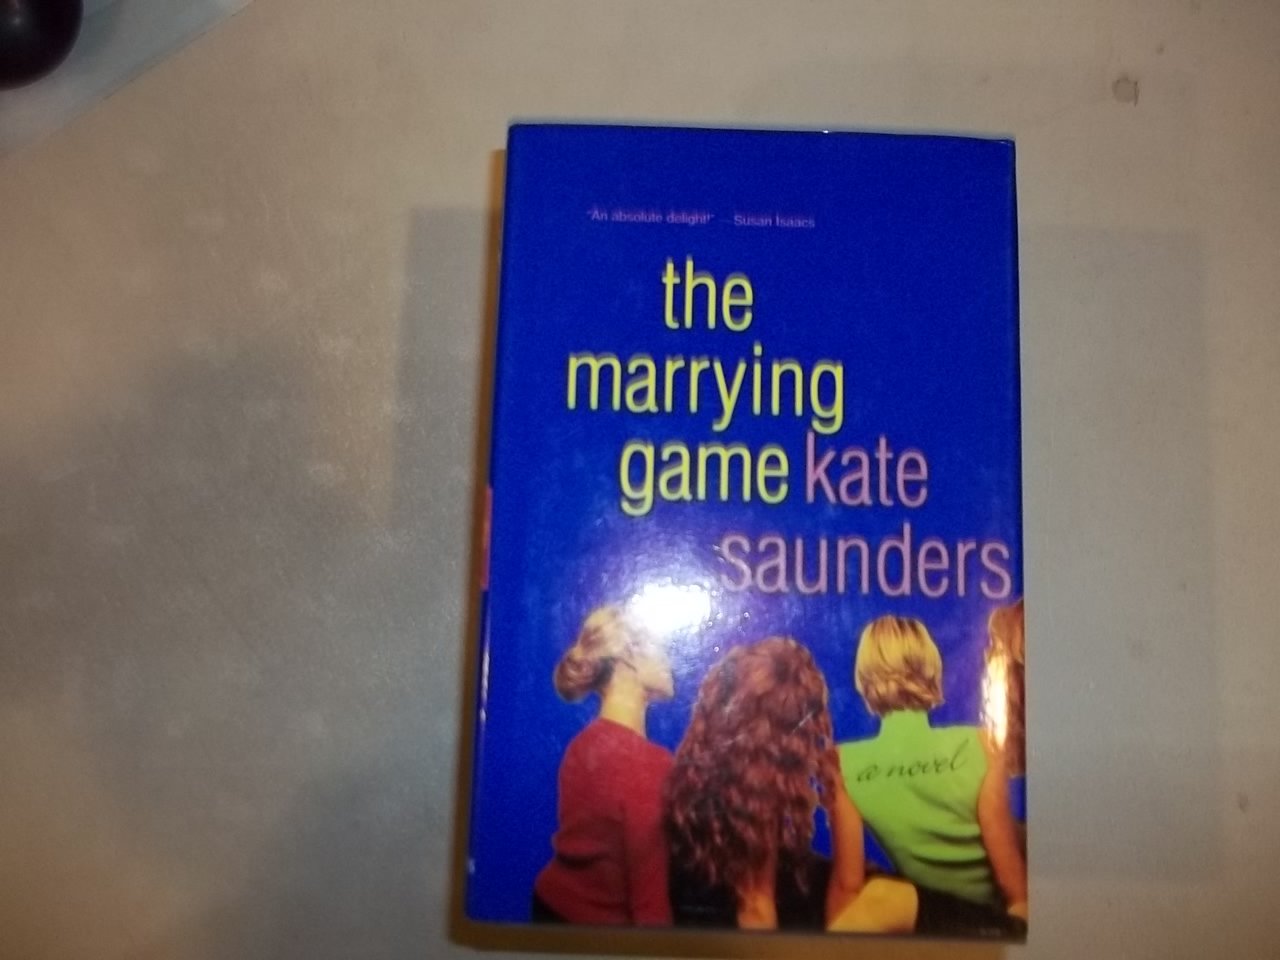 "An absolute delight!" — Susan Isaacs
the
marrying
game kate
saunders
a novel